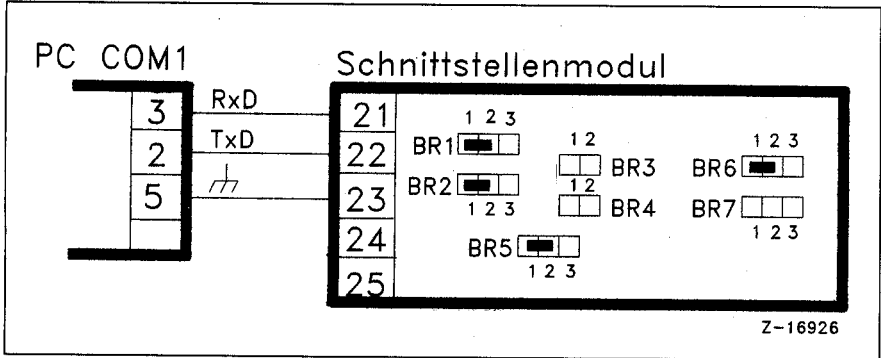 PC COM1
Schnittstellenmodul
3 RxD 21
2 TxD 22
5 23
24
25
1 2 3
BR1
BR2
1 2 3
1 2
BR3
1 2
BR4
BR5
1 2 3
1 2 3
BR6
BR7
1 2 3
Z-16926